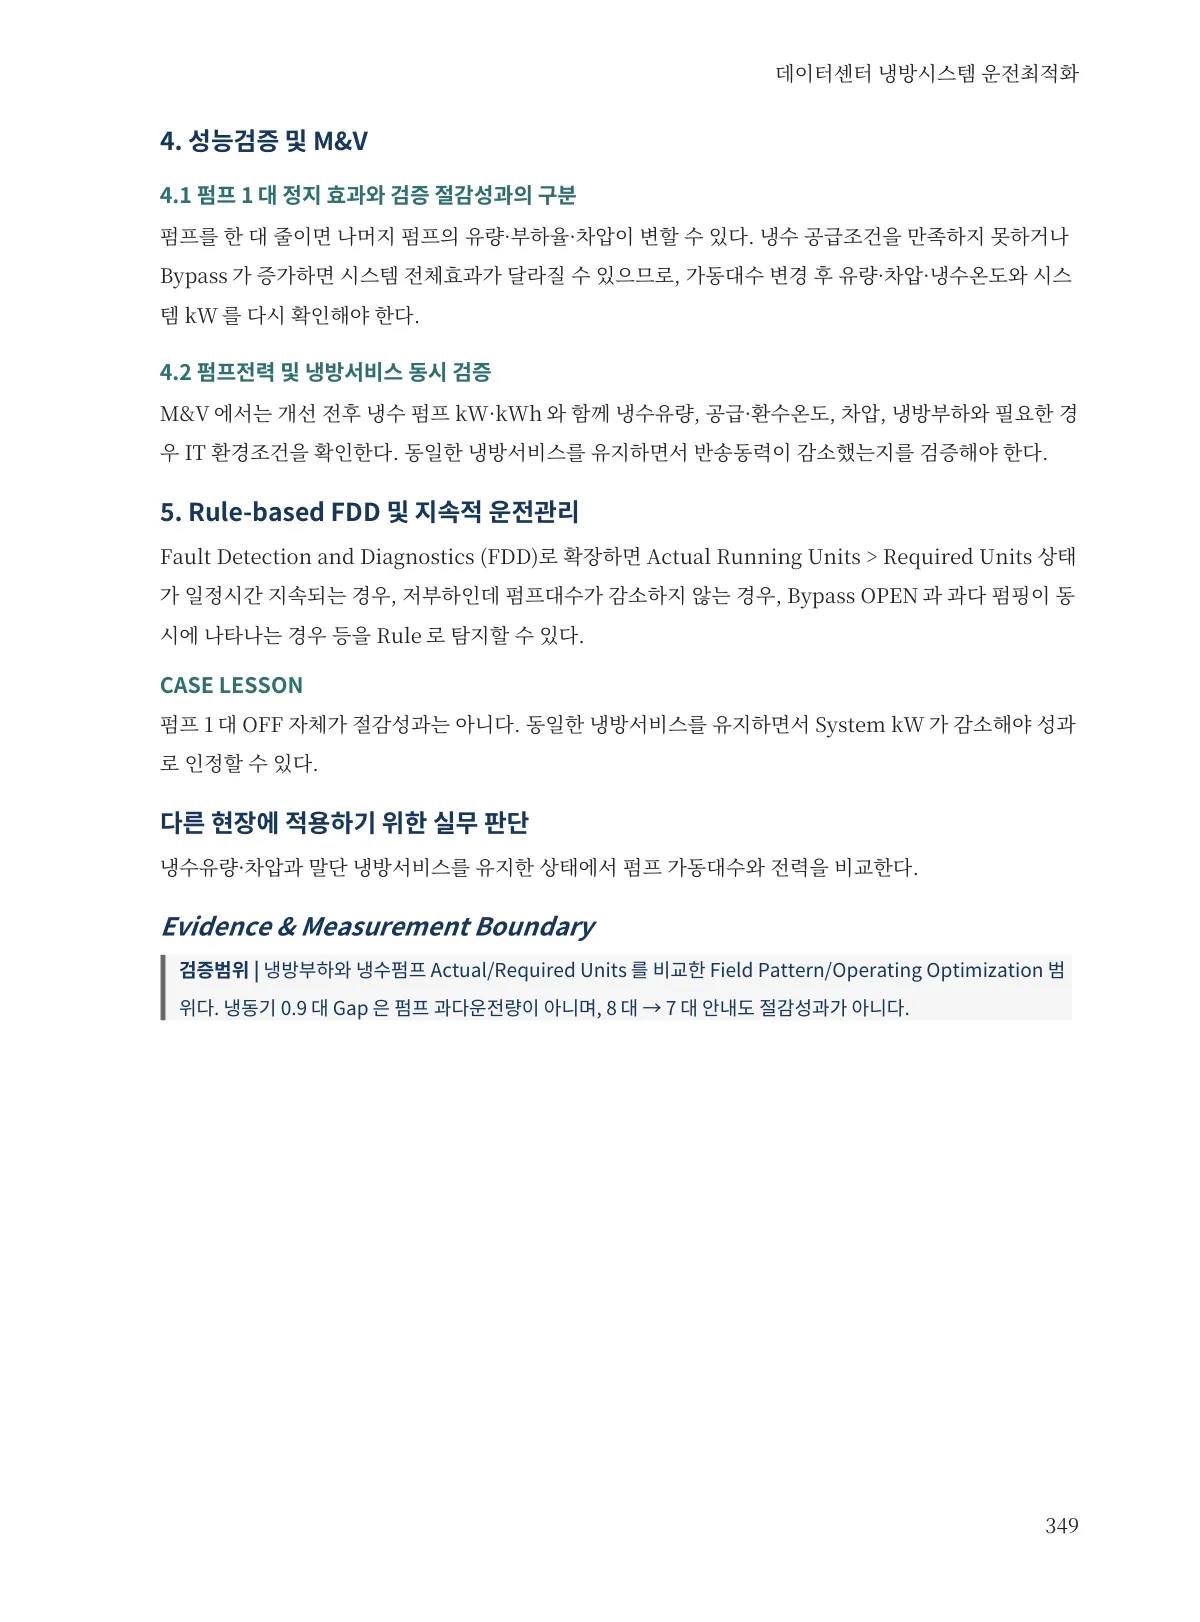 데이터센터 냉방시스템 운전최적화
4. 성능검증 및 M&V
4.1 펌프 1대 정지 효과와 검증 절감성과의 구분
펌프를 한 대 줄이면 나머지 펌프의 유량·부하율·차압이 변할 수 있다. 냉수 공급조건을 만족하지 못하거나
Bypass 가 증가하면 시스템 전체효과가 달라질 수 있으므로, 가동대수 변경 후 유량·차압·냉수온도와 시스
템 kW 를 다시 확인해야 한다.
4.2 펌프전력 및 냉방서비스 동시 검증
M&V 에서는 개선 전후 냉수 펌프 kW·kWh 와 함께 냉수유량, 공급·환수온도, 차압, 냉방부하와 필요한 경
우 IT 환경조건을 확인한다. 동일한 냉방서비스를 유지하면서 반송동력이 감소했는지를 검증해야 한다.
5. Rule-based FDD 및 지속적 운전관리
Fault Detection and Diagnostics (FDD)로 확장하면 Actual Running Units > Required Units 상태
가 일정시간 지속되는 경우, 저부하인데 펌프대수가 감소하지 않는 경우, Bypass OPEN 과 과다 펌핑이 동
시에 나타나는 경우 등을 Rule 로 탐지할 수 있다.
CASE LESSON
펌프 1대 OFF 자체가 절감성과는 아니다. 동일한 냉방서비스를 유지하면서 System kW 가 감소해야 성과
로 인정할 수 있다.
다른 현장에 적용하기 위한 실무 판단
냉수유량·차압과 말단 냉방서비스를 유지한 상태에서 펌프 가동대수와 전력을 비교한다.
Evidence & Measurement Boundary
검증범위 | 냉방부하와 냉수펌프 Actual/Required Units 를 비교한 Field Pattern/Operating Optimization 범
위다. 냉동기 0.9 대 Gap 은 펌프 과다운전량이 아니며, 8 대 → 7 대 안내도 절감성과가 아니다.
349